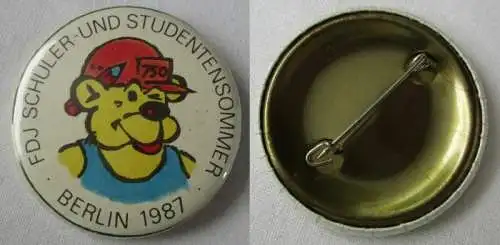 FDJ SCHÜLER-UND STUDENTENSOMMER
750
BERLIN 1987